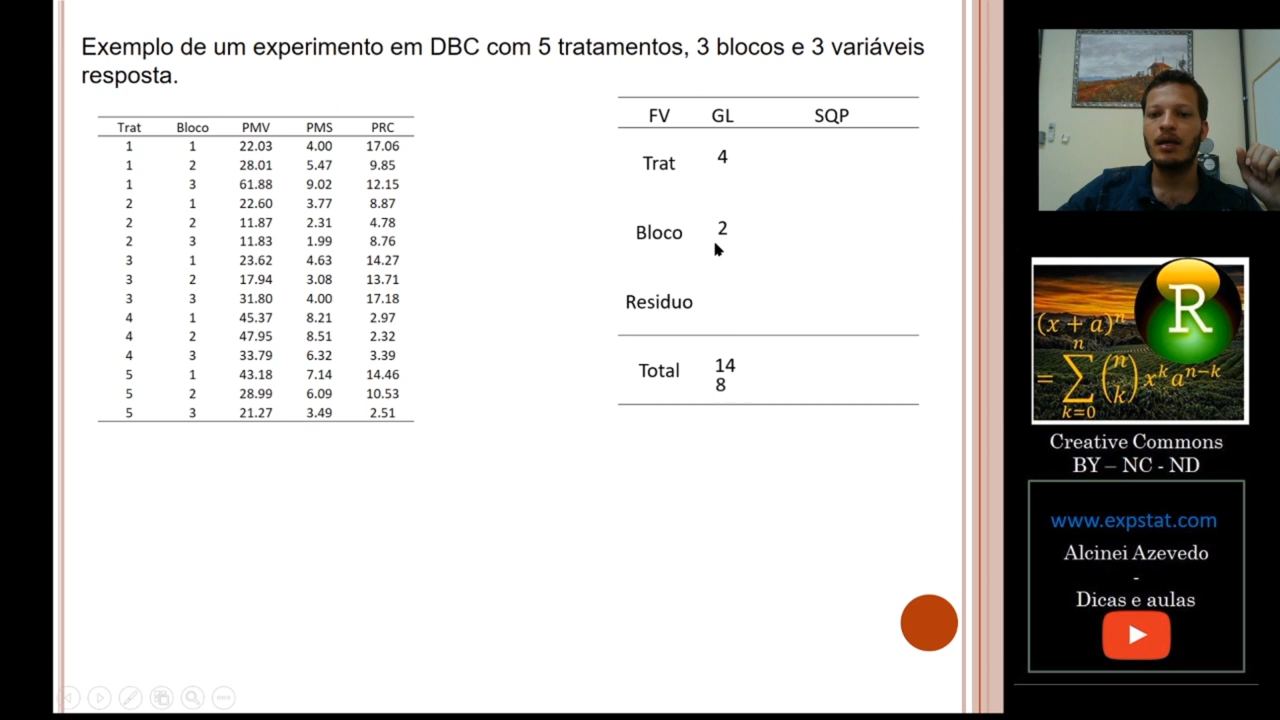 Exemplo de um experimento em DBC com 5 tratamentos, 3 blocos e 3 variáveis
resposta.
Trat Bloco PMV PMS PRC
1 1 22.03 4.00 17.06
1 2 28.01 5.47 9.85
1 3 61.88 9.02 12.15
2 1 22.60 3.77 8.87
2 2 11.87 2.31 4.78
2 3 11.83 1.99 8.76
3 1 23.62 4.63 14.27
3 2 17.94 3.08 13.71
3 3 31.80 4.00 17.18
4 1 45.37 8.21 2.97
4 2 47.95 8.51 2.32
4 3 33.79 6.32 3.39
5 1 43.18 7.14 14.46
5 2 28.99 6.09 10.53
5 3 21.27 3.49 2.51
FV GL SQP
Trat 4
Bloco 2
Residuo
Total 14
8
R
(x + a)^n
= ∑_{k=0}^{n} (n k) x^k a^{n−k}
Creative Commons
BY – NC - ND
www.expstat.com
Alcinei Azevedo
-
Dicas e aulas